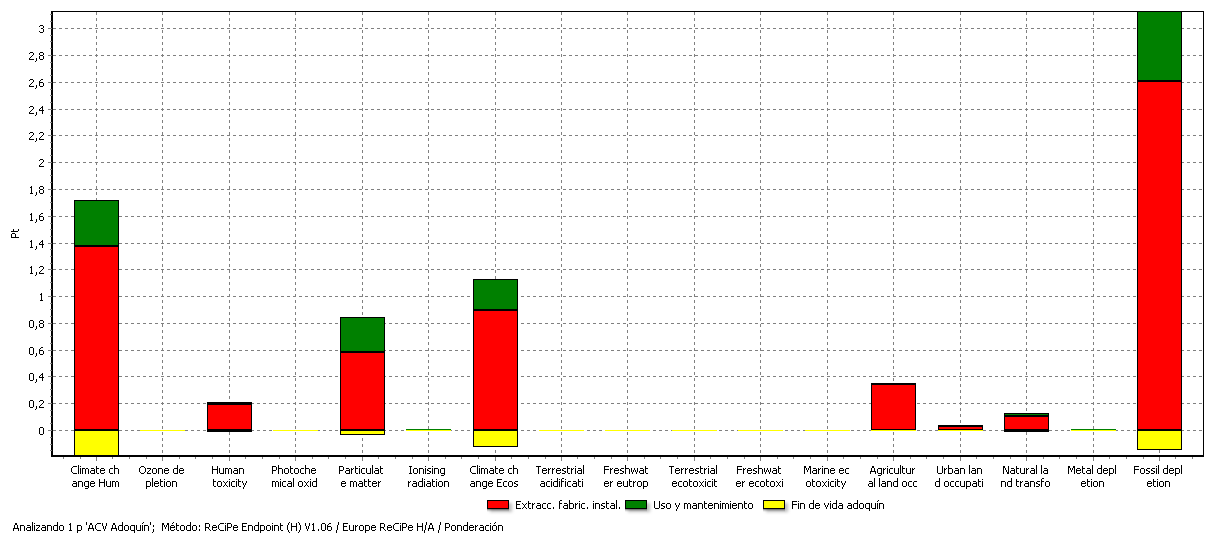 3
2,8
2,6
2,4
2,2
2
1,8
1,6
1,4
1,2
1
0,8
0,6
0,4
0,2
0
Pt
Climate ch
ange Hum
Ozone de
pletion
Human
toxicity
Photoche
mical oxid
Particulat
e matter
Ionising
radiation
Climate ch
ange Ecos
Terrestrial
acidificati
Freshwat
er eutrop
Terrestrial
ecotoxicit
Freshwat
er ecotoxi
Marine ec
otoxicity
Agricultur
al land occ
Urban lan
d occupati
Natural la
nd transfo
Metal depl
etion
Fossil depl
etion
Extracc. fabric. instal.
Uso y mantenimiento
Fin de vida adoquín
Analizando 1 p 'ACV Adoquín';  Método: ReCiPe Endpoint (H) V1.06 / Europe ReCiPe H/A / Ponderación